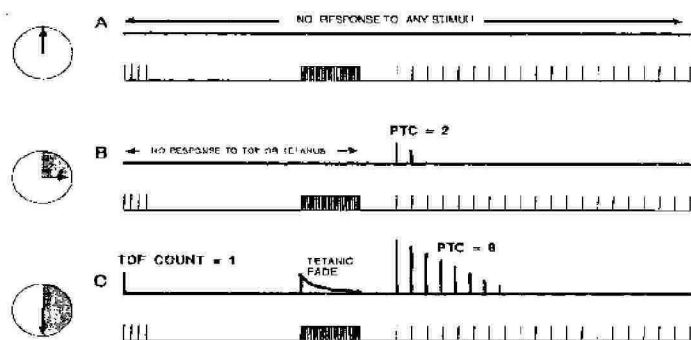 A
NO RESPONSE TO ANY STIMULI
B
NO RESPONSE TO TOF OR TETANUS
PTC = 2
C
TOF COUNT = 1
TETANIC
FADE
PTC = 8